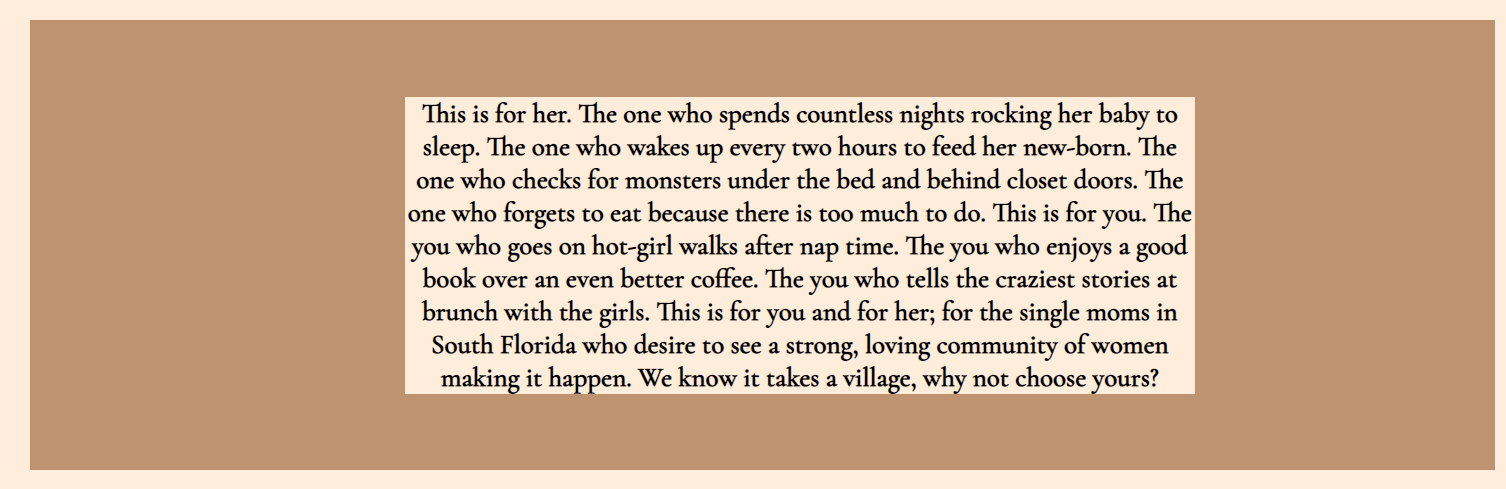 This is for her. The one who spends countless nights rocking her baby to
sleep. The one who wakes up every two hours to feed her new-born. The
one who checks for monsters under the bed and behind closet doors. The
one who forgets to eat because there is too much to do. This is for you. The
you who goes on hot-girl walks after nap time. The you who enjoys a good
book over an even better coffee. The you who tells the craziest stories at
brunch with the girls. This is for you and for her; for the single moms in
South Florida who desire to see a strong, loving community of women
making it happen. We know it takes a village, why not choose yours?